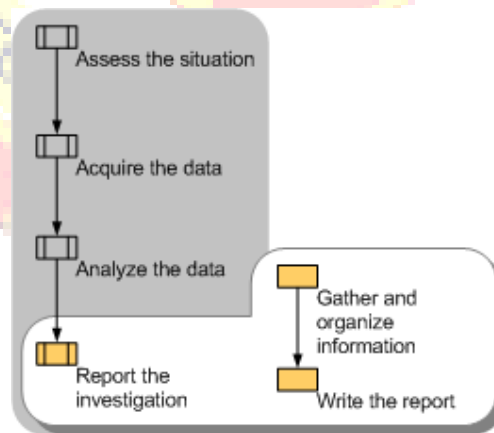 Assess the situation
Acquire the data
Analyze the data
Report the
investigation
Gather and
organize
information
Write the report